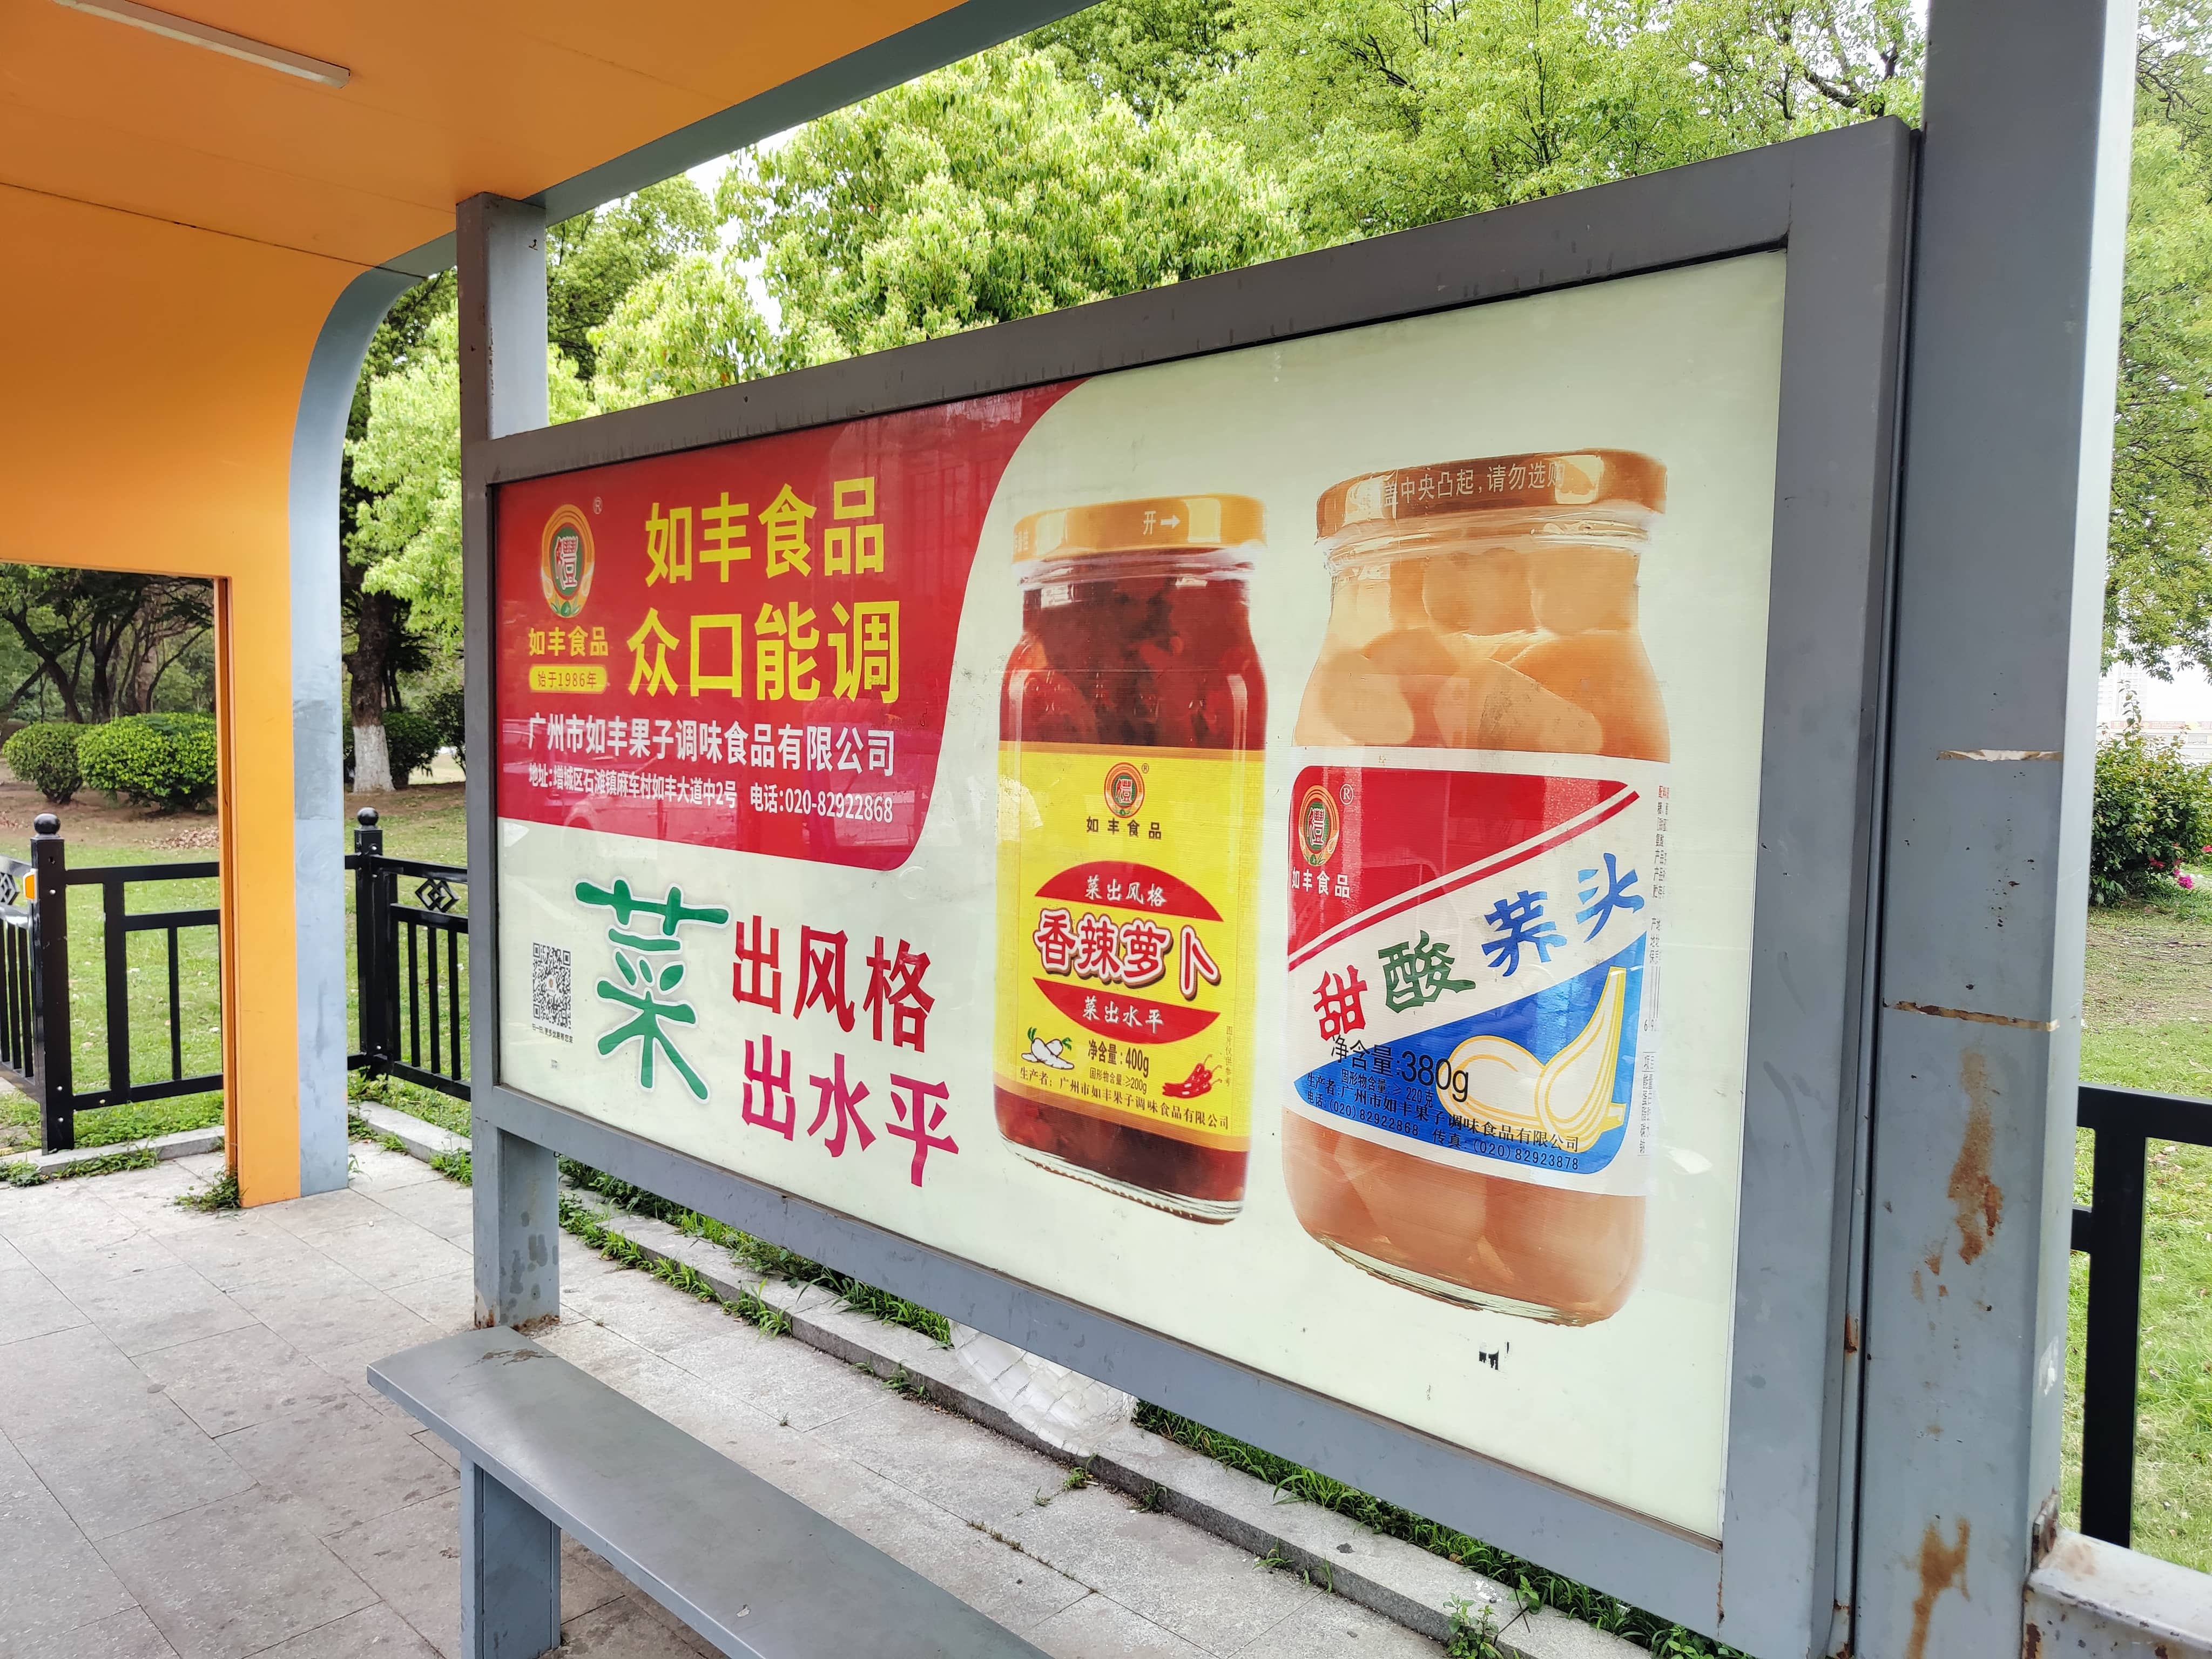 如丰食品
始于1986年
如丰食品
众口能调
广州市如丰果子调味食品有限公司
地址:增城区石滩镇麻车村如丰大道中2号 电话:020-82922868
菜
出风格
出水平
开→
如丰食品
菜出风格
香辣萝卜
菜出水平
净含量:400g
固形物含量:≥200g
生产者:广州市如丰果子调味食品有限公司
盖中央凸起,请勿选购
如丰食品
甜酸荞头
净含量:380g
固形物含量:≥220克
生产者:广州市如丰果子调味食品有限公司
电话:(020)82922868 传真:(020)82923878